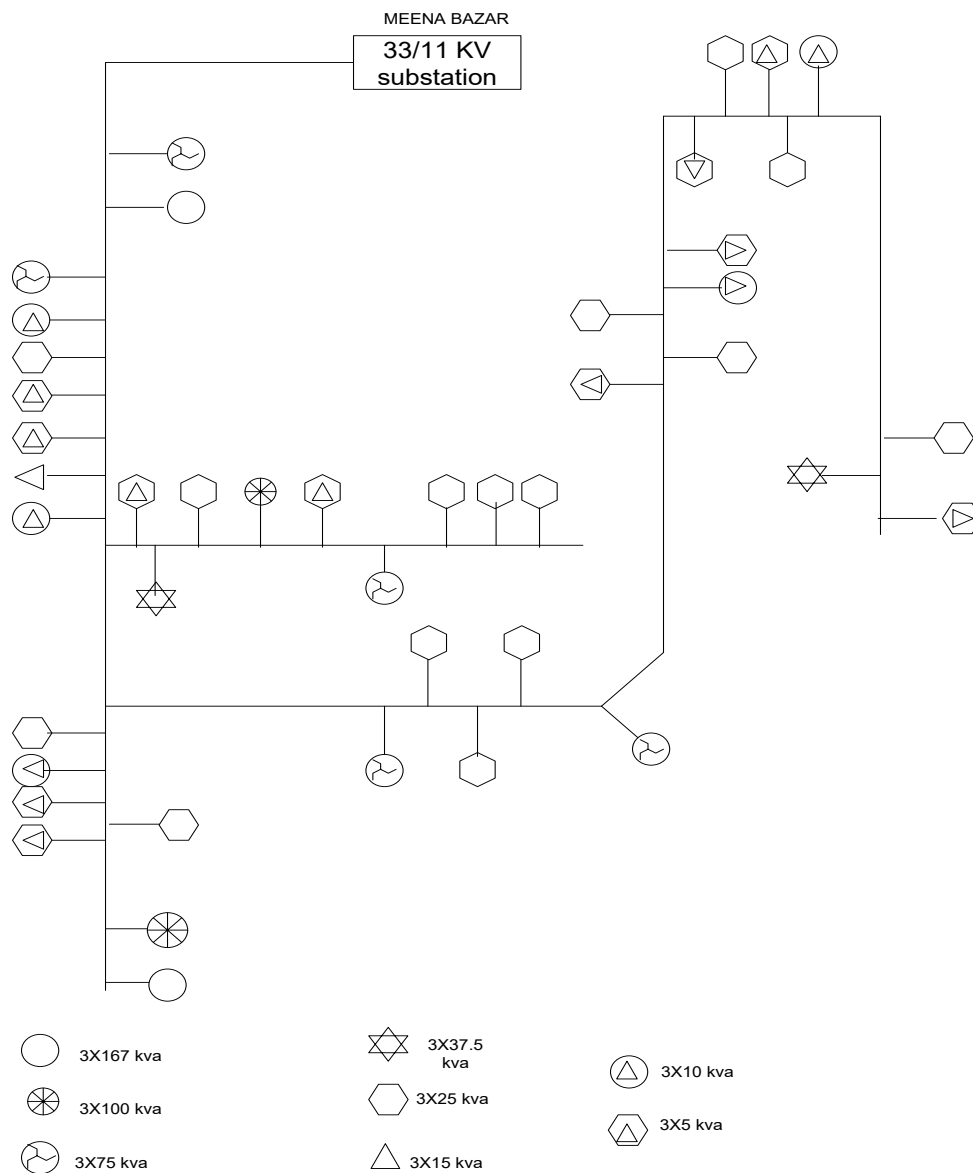 MEENA BAZAR
33/11 KV
substation
3X167 kva
3X100 kva
3X75 kva
3X37.5
kva
3X25 kva
3X15 kva
3X10 kva
3X5 kva